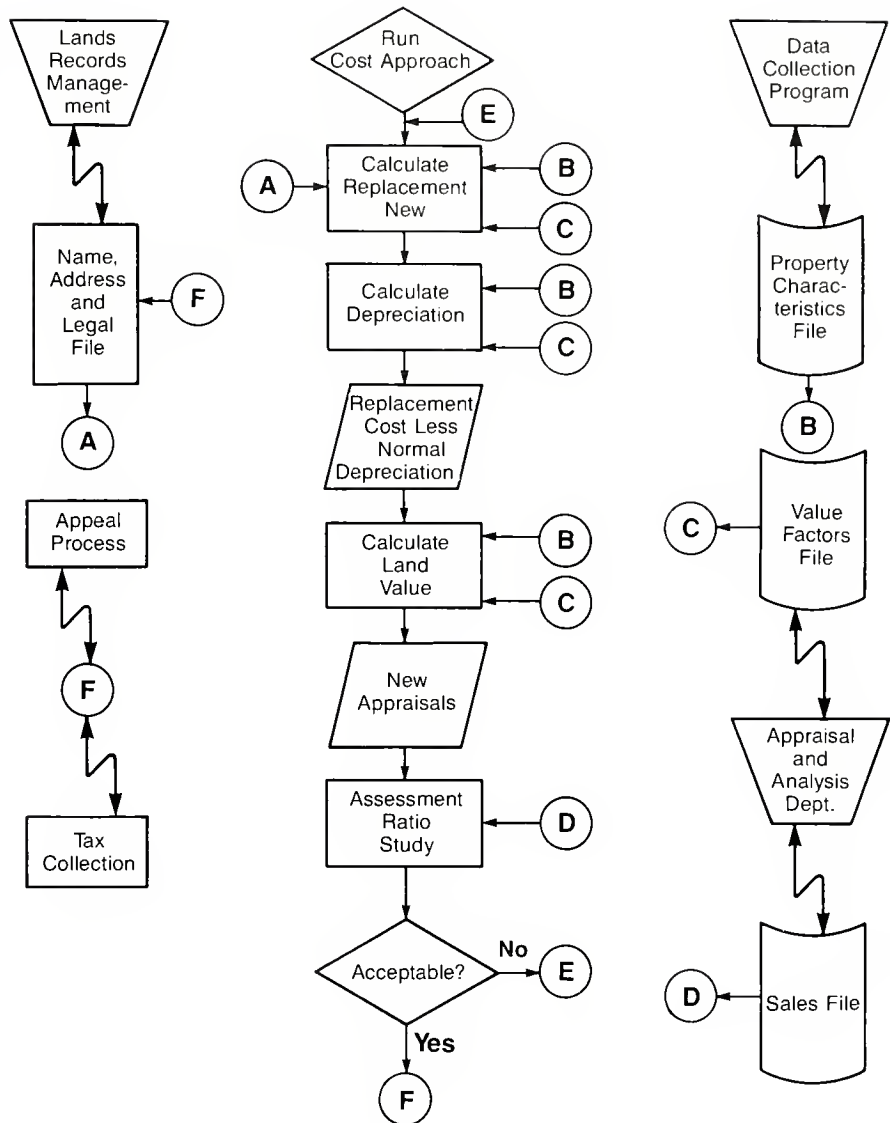 Lands
Records
Manage-
ment
Name,
Address
and
Legal
File
F
A
Appeal
Process
F
Tax
Collection
Run
Cost Approach
E
A
Calculate
Replacement
New
B
C
Calculate
Depreciation
B
C
Replacement
Cost Less
Normal
Depreciation
Calculate
Land
Value
B
C
New
Appraisals
Assessment
Ratio
Study
D
Acceptable?
No
E
Yes
F
Data
Collection
Program
Property
Charac-
teristics
File
B
C
Value
Factors
File
Appraisal
and
Analysis
Dept.
D
Sales File